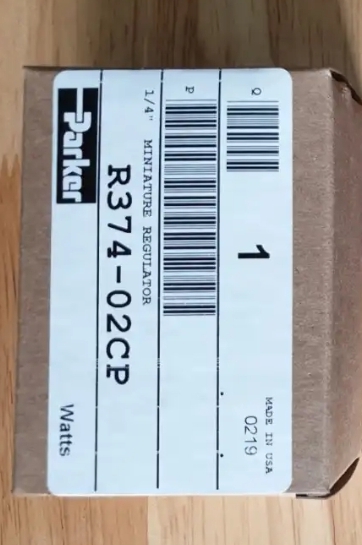 Parker
Watts
R374-02CP
1/4" MINIATURE REGULATOR
P
Q
1
MADE IN USA
0219